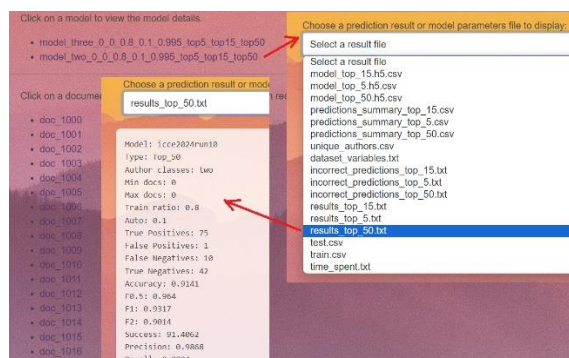 Click on a model to view the model details.
• model_three_0_0_0.8_0.1_0.995_top5_top15_top50
• model_two_0_0_0.8_0.1_0.995_top5_top15_top50
Click on a docume
• doc_1000
• doc_1001
• doc_1002
• doc_1003
• doc_1004
• doc_1005
• doc_1006
• doc_1007
• doc_1008
• doc_1009
• doc_1010
• doc_1011
• doc_1012
• doc_1013
• doc_1014
• doc_1015
• doc_1016
Choose a prediction result or mode
results_top_50.txt
Model: icce2024run10
Type: Top_50
Author classes: two
Min docs: 0
Max docs: 0
Train ratio: 0.8
Auto: 0.1
True Positives: 75
False Positives: 1
False Negatives: 10
True Negatives: 42
Accuracy: 0.9141
F0.5: 0.964
F1: 0.9317
F2: 0.9014
Success: 91.4062
Precision: 0.9868
Choose a prediction result or model parameters file to display:
Select a result file
Select a result file
model_top_15.h5.csv
model_top_5.h5.csv
model_top_50.h5.csv
predictions_summary_top_15.csv
predictions_summary_top_5.csv
predictions_summary_top_50.csv
unique_authors.csv
dataset_variables.txt
incorrect_predictions_top_15.txt
incorrect_predictions_top_5.txt
incorrect_predictions_top_50.txt
results_top_15.txt
results_top_5.txt
results_top_50.txt
test.csv
train.csv
time_spent.txt